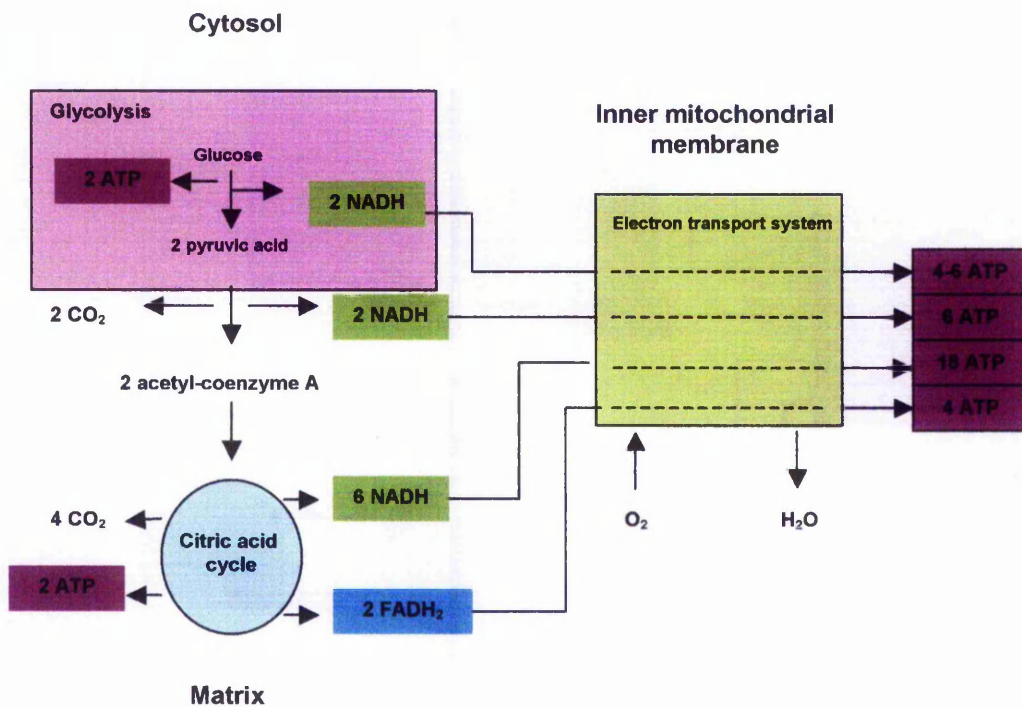 Cytosol
Glycolysis
Glucose
2 ATP
2 NADH
2 pyruvic acid
2 CO₂
2 NADH
2 acetyl-coenzyme A
6 NADH
4 CO₂
Citric acid
cycle
2 ATP
2 FADH₂
Matrix
Inner mitochondrial
membrane
Electron transport system
4-6 ATP
6 ATP
18 ATP
4 ATP
O₂
H₂O